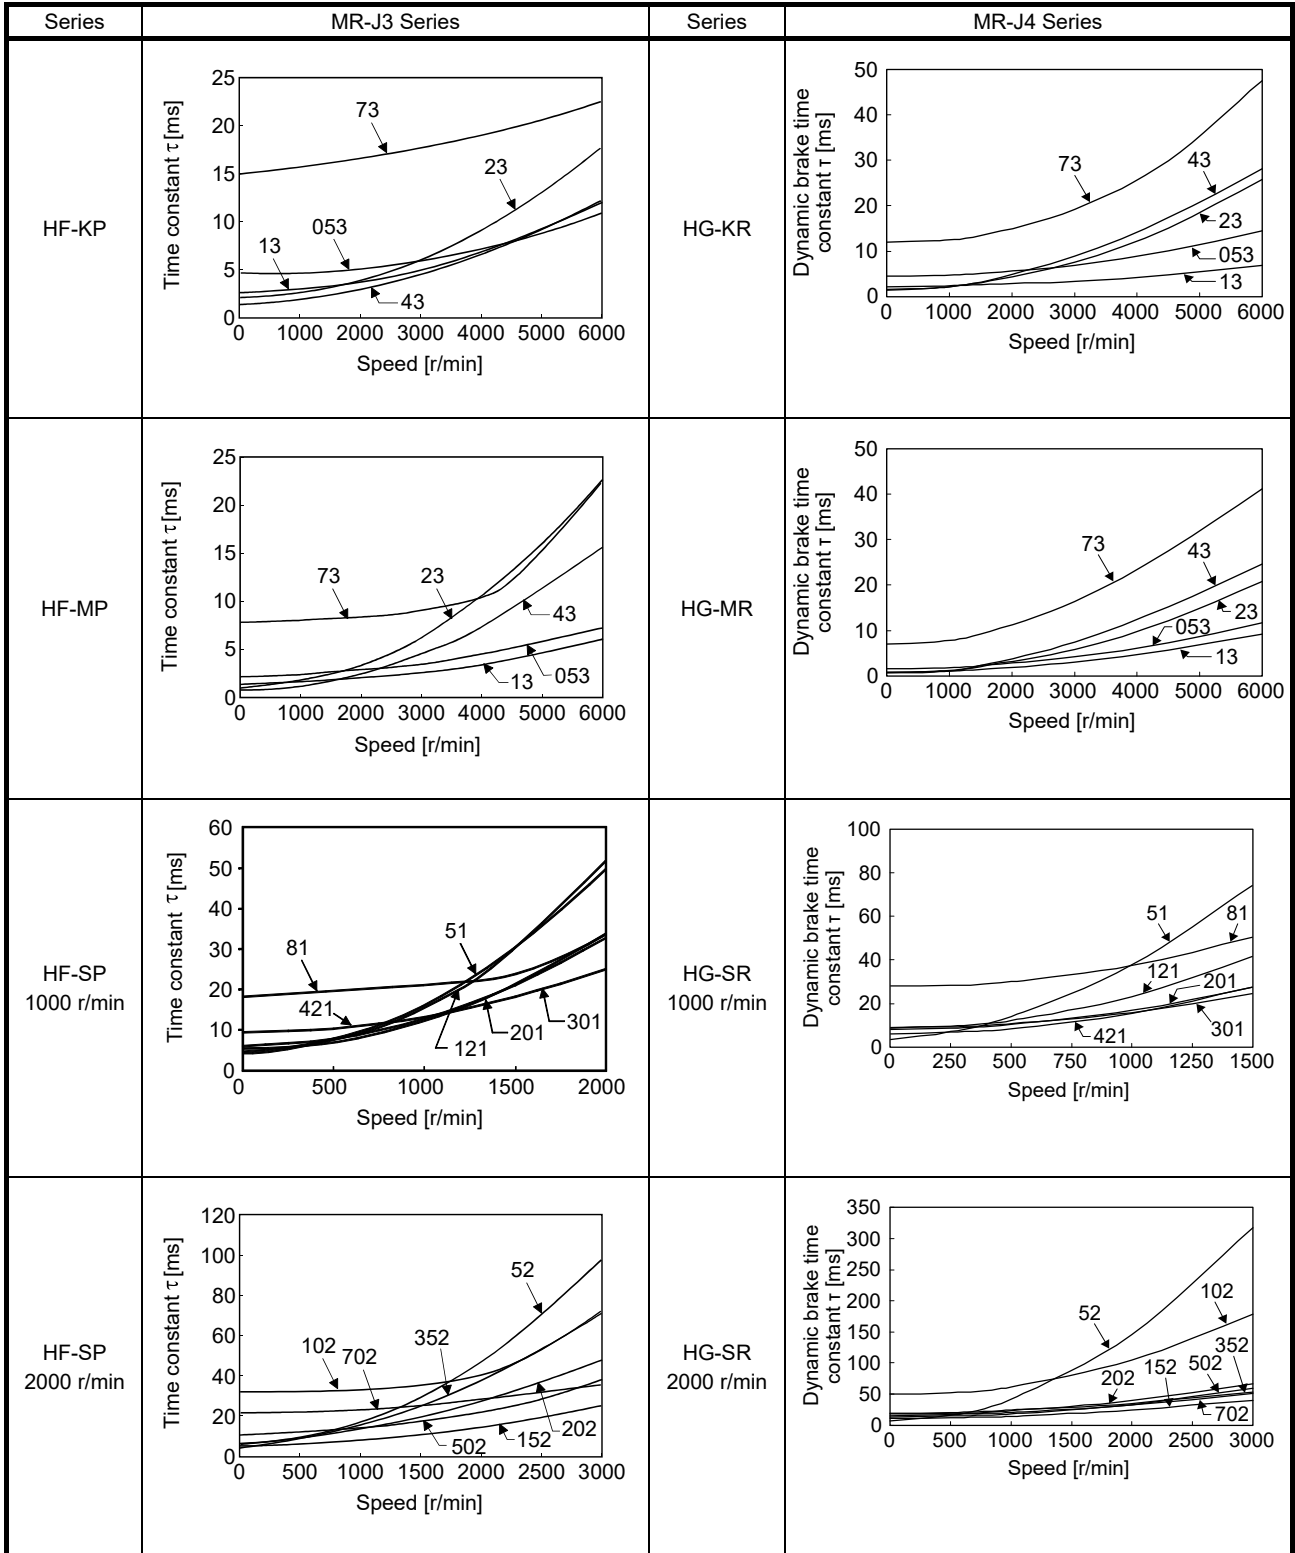 Series MR-J3 Series Series MR-J4 Series
HF-KP
Time constant τ [ms]
25
20
15
10
5
0
73
23
053
13
43
0 1000 2000 3000 4000 5000 6000
Speed [r/min]
HG-KR
Dynamic brake time
constant τ [ms]
50
40
30
20
10
0
73
43
23
053
13
0 1000 2000 3000 4000 5000 6000
Speed [r/min]
HF-MP
Time constant τ [ms]
25
20
15
10
5
0
73
23
43
053
13
0 1000 2000 3000 4000 5000 6000
Speed [r/min]
HG-MR
Dynamic brake time
constant τ [ms]
50
40
30
20
10
0
73
43
23
053
13
0 1000 2000 3000 4000 5000 6000
Speed [r/min]
HF-SP
1000 r/min
Time constant τ [ms]
60
50
40
30
20
10
0
81
51
421
301
201
121
0 500 1000 1500 2000
Speed [r/min]
HG-SR
1000 r/min
Dynamic brake time
constant τ [ms]
100
80
60
40
20
0
51
81
121
201
301
421
0 250 500 750 1000 1250 1500
Speed [r/min]
HF-SP
2000 r/min
Time constant τ [ms]
120
100
80
60
40
20
0
52
102
702
352
202
152
502
0 500 1000 1500 2000 2500 3000
Speed [r/min]
HG-SR
2000 r/min
Dynamic brake time
constant τ [ms]
350
300
250
200
150
100
50
0
52
102
352
502
152
202
702
0 500 1000 1500 2000 2500 3000
Speed [r/min]